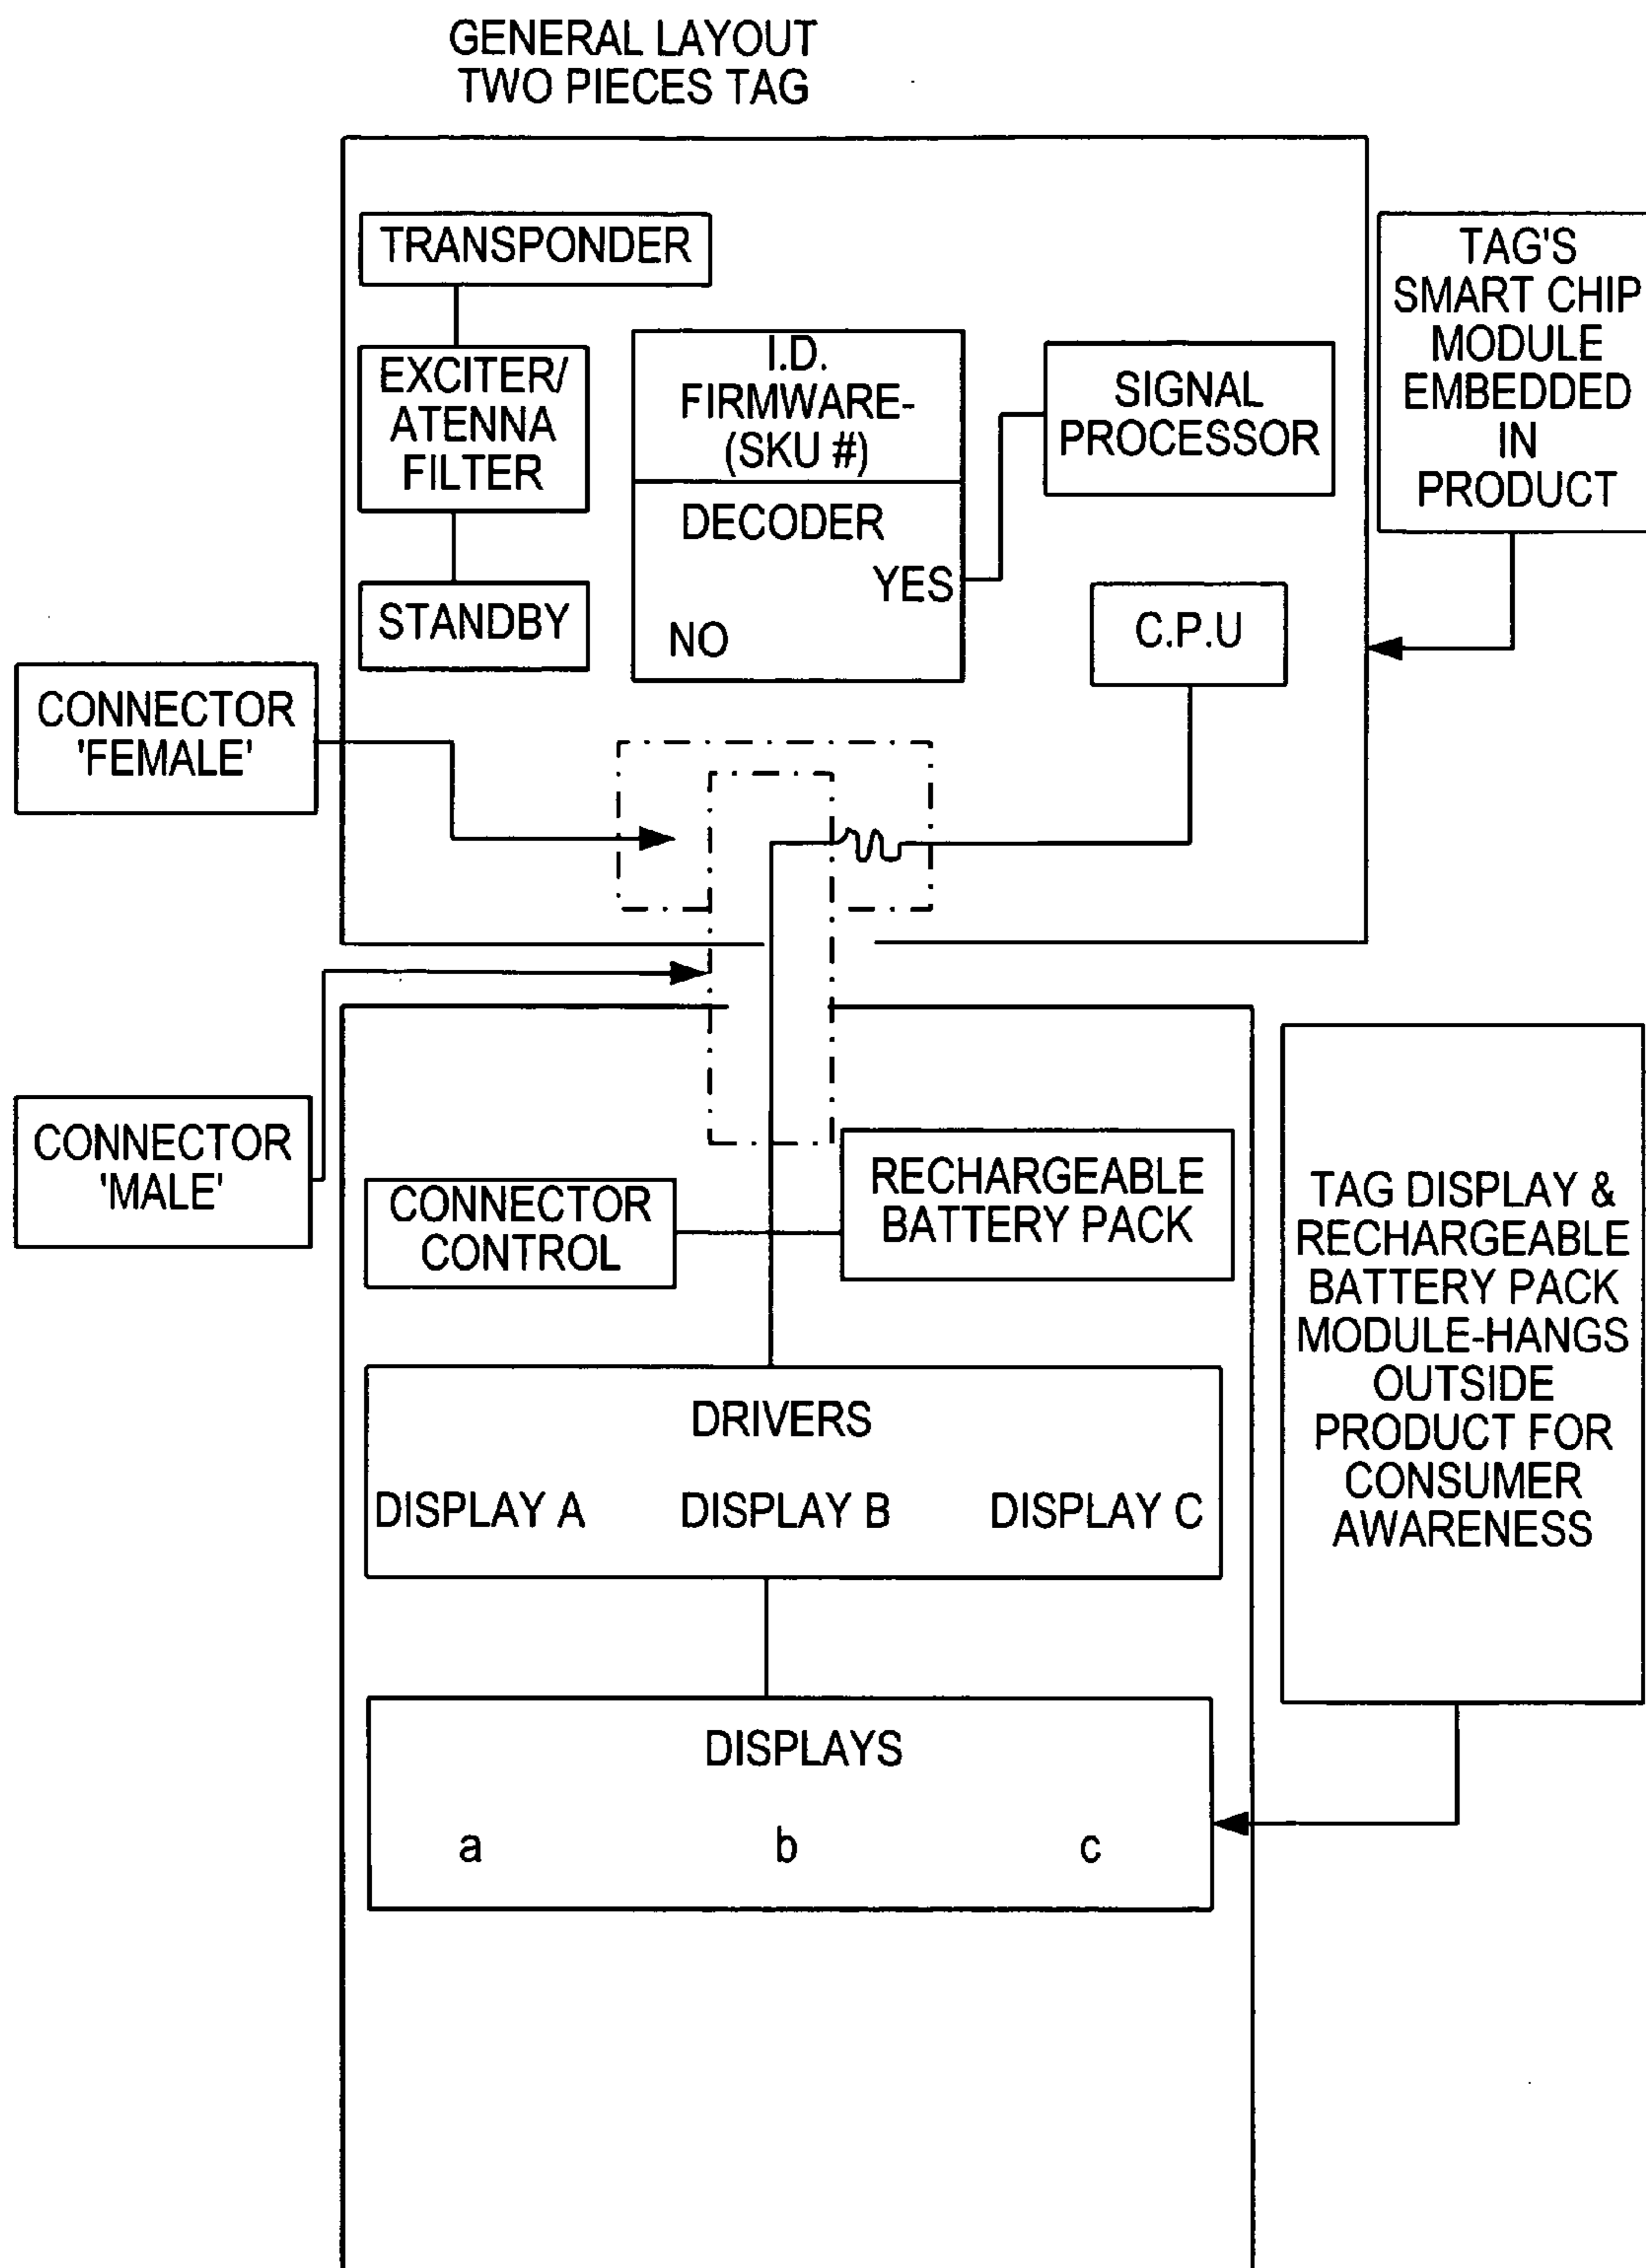 GENERAL LAYOUT
TWO PIECES TAG
TRANSPONDER
EXCITER/
ATENNA
FILTER
STANDBY
I.D.
FIRMWARE-
(SKU #)
DECODER
YES
NO
SIGNAL
PROCESSOR
C.P.U
TAG'S
SMART CHIP
MODULE
EMBEDDED
IN
PRODUCT
CONNECTOR
'FEMALE'
CONNECTOR
'MALE'
CONNECTOR
CONTROL
RECHARGEABLE
BATTERY PACK
DRIVERS
DISPLAY A DISPLAY B DISPLAY C
DISPLAYS
a b c
TAG DISPLAY &
RECHARGEABLE
BATTERY PACK
MODULE-HANGS
OUTSIDE
PRODUCT FOR
CONSUMER
AWARENESS